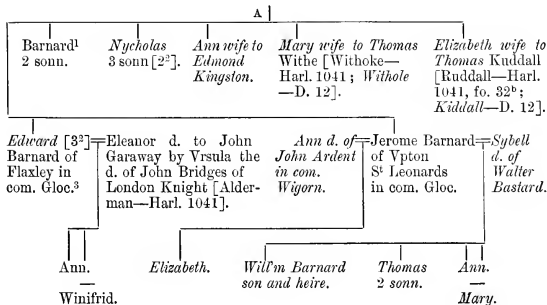 A
Barnard¹
2 sonn.
Nycholas
3 sonn [2²].
Ann wife to
Edmond
Kingston.
Mary wife to Thomas
Withe [Withoke—
Harl. 1041; Withole
—D. 12].
Elizabeth wife to
Thomas Kuddall
[Ruddall—Harl.
1041, fo. 32ᵇ;
Kiddall—D. 12].
Edward [3²]
Barnard of
Flaxley in
com. Gloc.³
Eleanor d. to John
Garaway by Vrsula the
d. of John Bridges of
London Knight [Alder-
man—Harl. 1041].
Ann d. of
John Ardent
in com.
Wigorn.
Jerome Barnard
of Vpton
Sᵗ Leonards
in com. Gloc.
Sybell
d. of
Walter
Bastard.
Ann.
—
Winifrid.
Elizabeth.
Will'm Barnard
son and heire.
Thomas
2 sonn.
Ann.
—
Mary.